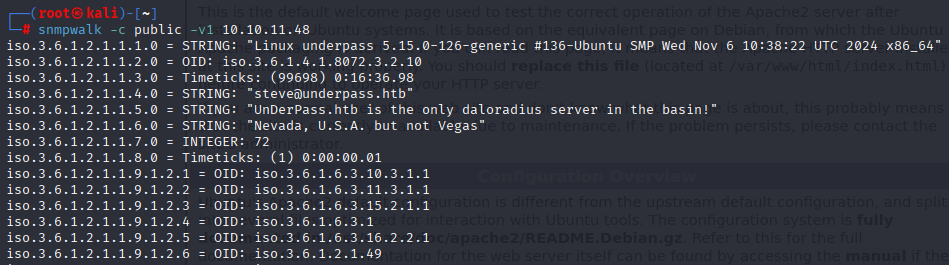 (root㉿kali)-[~]
# snmpwalk -c public -v1 10.10.11.48
iso.3.6.1.2.1.1.1.0 = STRING: "Linux underpass 5.15.0-126-generic #136-Ubuntu SMP Wed Nov 6 10:38:22 UTC 2024 x86_64"
iso.3.6.1.2.1.1.2.0 = OID: iso.3.6.1.4.1.8072.3.2.10
iso.3.6.1.2.1.1.3.0 = Timeticks: (99698) 0:16:36.98
iso.3.6.1.2.1.1.4.0 = STRING: "steve@underpass.htb"
iso.3.6.1.2.1.1.5.0 = STRING: "UnDerPass.htb is the only daloradius server in the basin!"
iso.3.6.1.2.1.1.6.0 = STRING: "Nevada, U.S.A. but not Vegas"
iso.3.6.1.2.1.1.7.0 = INTEGER: 72
iso.3.6.1.2.1.1.8.0 = Timeticks: (1) 0:00:00.01
iso.3.6.1.2.1.1.9.1.2.1 = OID: iso.3.6.1.6.3.10.3.1.1
iso.3.6.1.2.1.1.9.1.2.2 = OID: iso.3.6.1.6.3.11.3.1.1
iso.3.6.1.2.1.1.9.1.2.3 = OID: iso.3.6.1.6.3.15.2.1.1
iso.3.6.1.2.1.1.9.1.2.4 = OID: iso.3.6.1.6.3.1
iso.3.6.1.2.1.1.9.1.2.5 = OID: iso.3.6.1.6.3.16.2.2.1
iso.3.6.1.2.1.1.9.1.2.6 = OID: iso.3.6.1.2.1.49
This is the default welcome page used to test the correct operation of the Apache2 server after
Ubuntu systems. It is based on the equivalent page on Debian, from which the Ubuntu
You should replace this file (located at /var/www/html/index.html)
your HTTP server.
is about, this probably means
to maintenance. If the problem persists, please contact the
Configuration Overview
configuration is different from the upstream default configuration, and split
for interaction with Ubuntu tools. The configuration system is fully
/apache2/README.Debian.gz. Refer to this for the full
for the web server itself can be found by accessing the manual if the